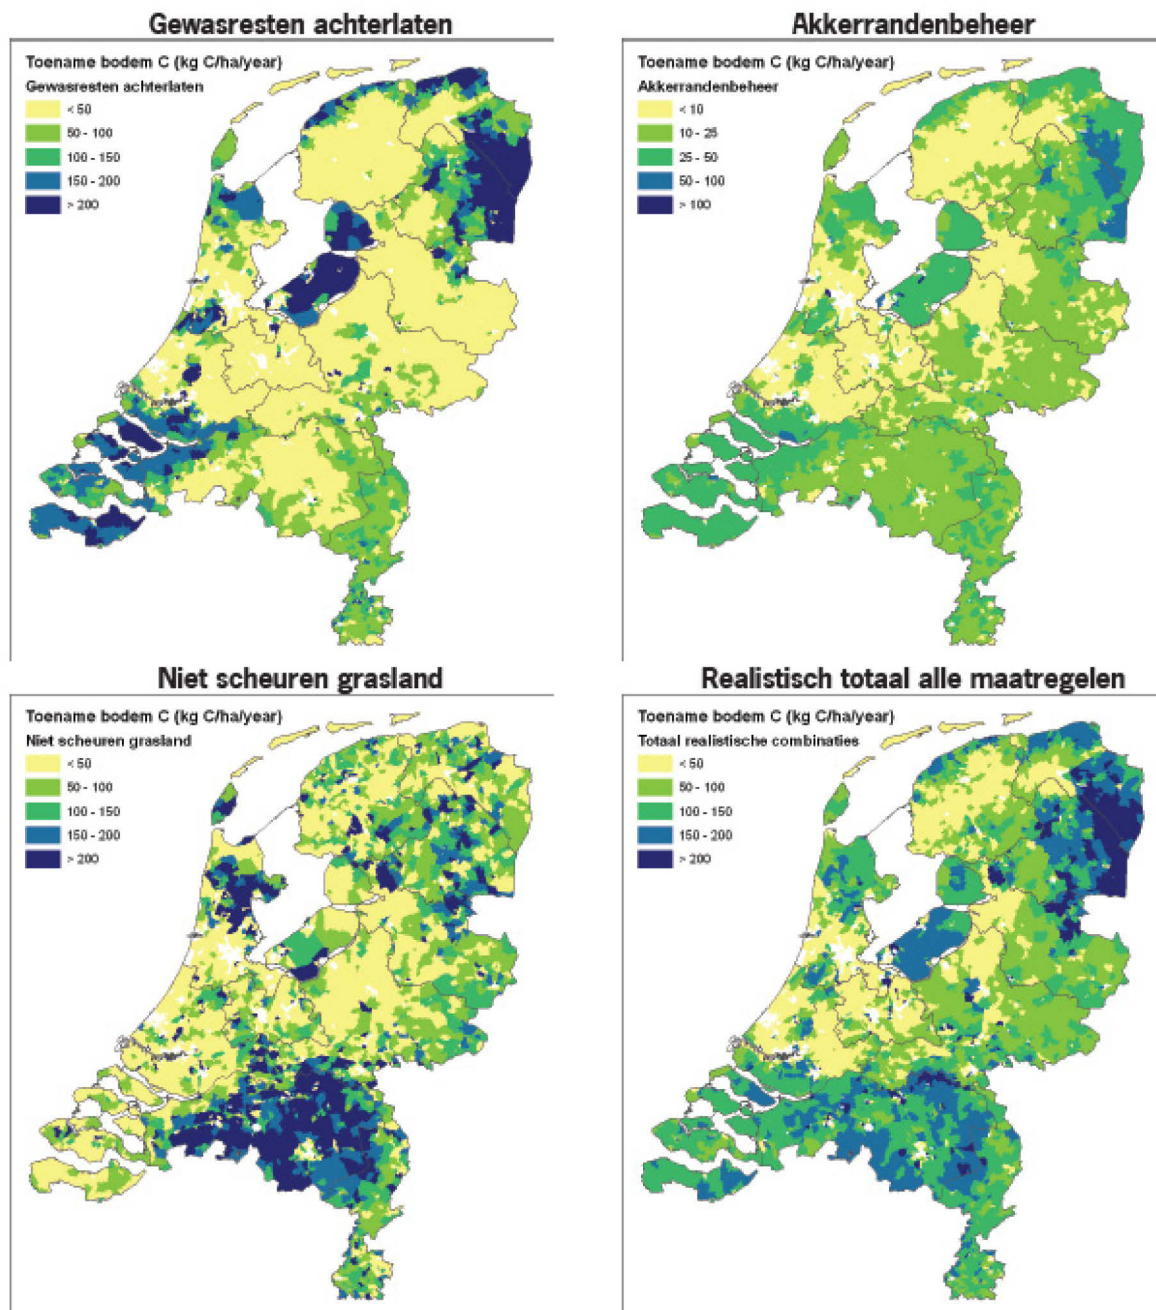 Gewasresten achterlaten
Toename bodem C (kg C/ha/year)
Gewasresten achterlaten
< 50
50 - 100
100 - 150
150 - 200
> 200
Akkerrandenbeheer
Toename bodem C (kg C/ha/year)
Akkerrandenbeheer
< 10
10 - 25
25 - 50
50 - 100
> 100
Niet scheuren grasland
Toename bodem C (kg C/ha/year)
Niet scheuren grasland
< 50
50 - 100
100 - 150
150 - 200
> 200
Realistisch totaal alle maatregelen
Toename bodem C (kg C/ha/year)
Totaal realistische combinaties
< 50
50 - 100
100 - 150
150 - 200
> 200